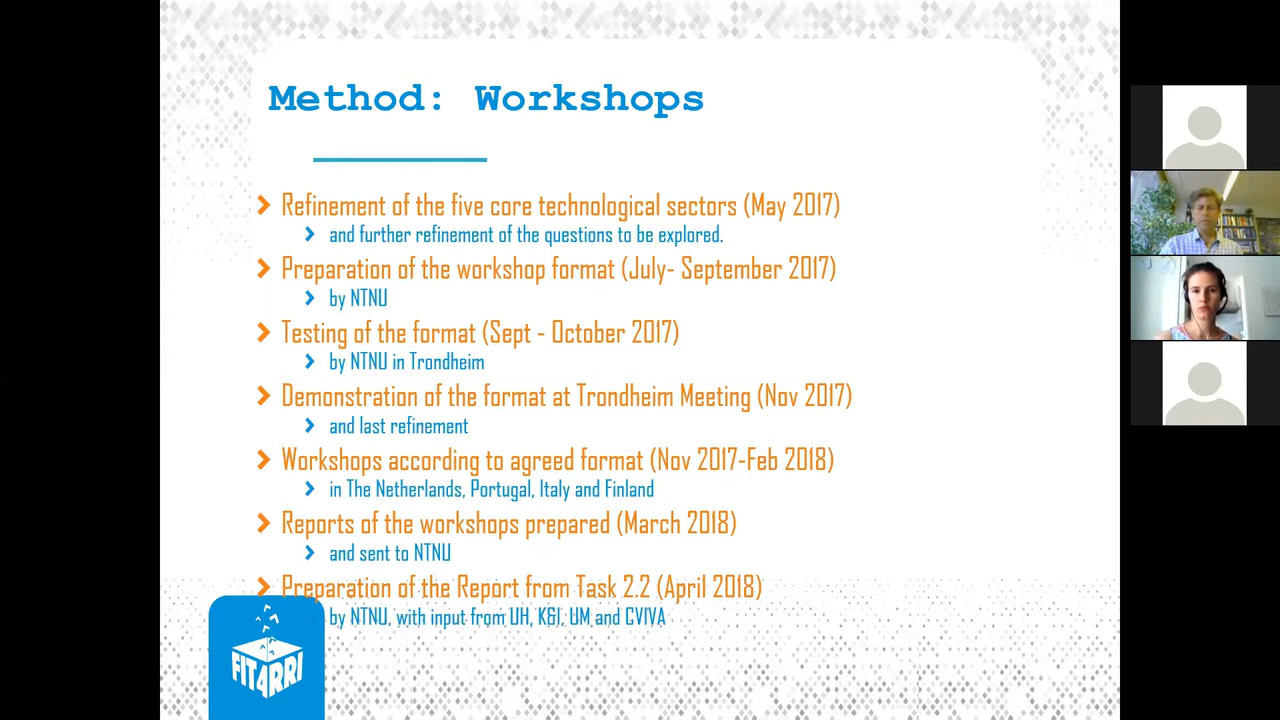 Method: Workshops
Refinement of the five core technological sectors (May 2017)
and further refinement of the questions to be explored.
Preparation of the workshop format (July- September 2017)
by NTNU
Testing of the format (Sept - October 2017)
by NTNU in Trondheim
Demonstration of the format at Trondheim Meeting (Nov 2017)
and last refinement
Workshops according to agreed format (Nov 2017-Feb 2018)
in The Netherlands, Portugal, Italy and Finland
Reports of the workshops prepared (March 2018)
and sent to NTNU
Preparation of the Report from Task 2.2 (April 2018)
by NTNU, with input from UH, K&I, UM and CVIVA
FIT4RRI